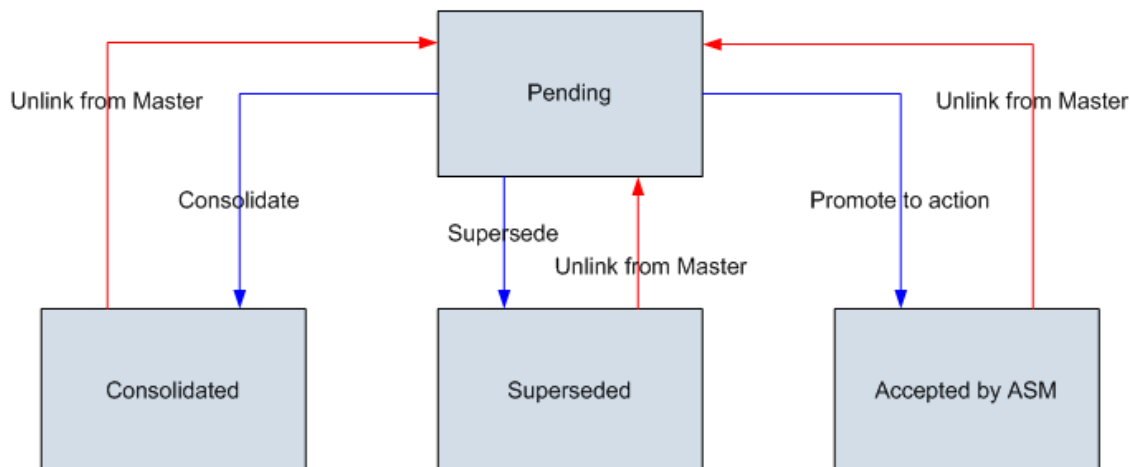 Pending
Unlink from Master
Unlink from Master
Consolidate
Promote to action
Supersede
Unlink from Master
Consolidated
Superseded
Accepted by ASM